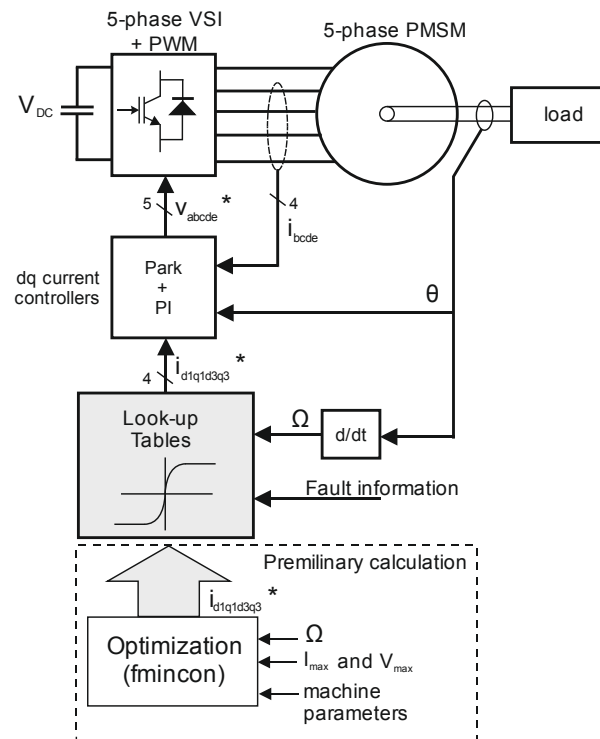 5-phase VSI
+ PWM
5-phase PMSM
V_DC
load
5
v_abcde *
4
i_bcde
dq current
controllers
Park
+
PI
θ
4
i_d1q1d3q3 *
Look-up
Tables
Ω
d/dt
Fault information
Premilinary calculation
i_d1q1d3q3 *
Optimization
(fmincon)
Ω
I_max and V_max
machine
parameters